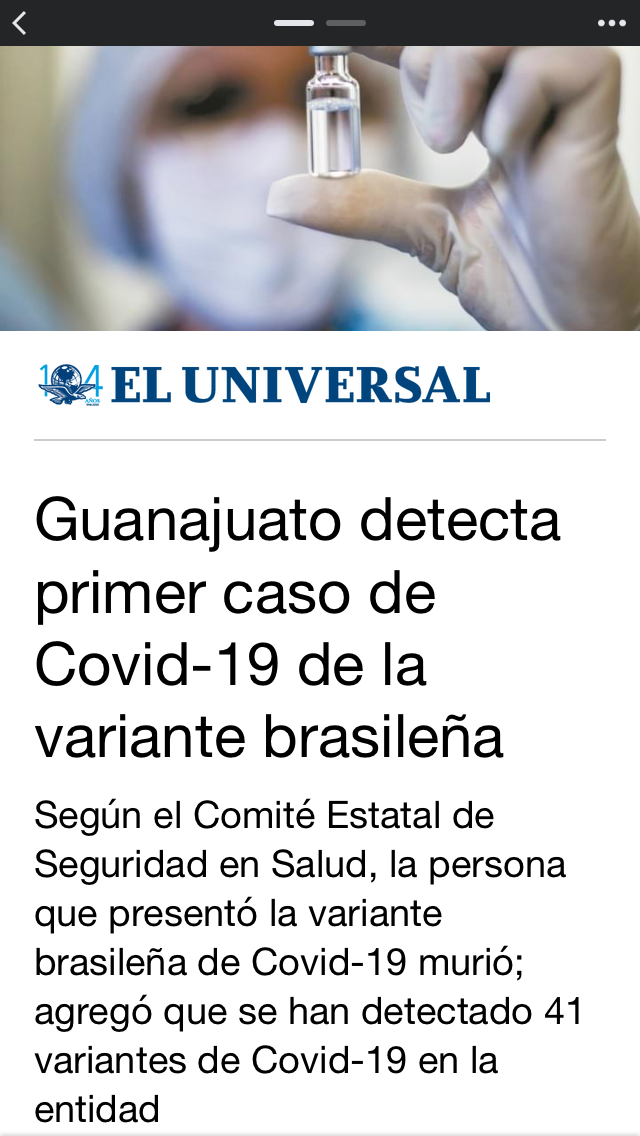 104 AÑOS
EL UNIVERSAL
Guanajuato detecta
primer caso de
Covid-19 de la
variante brasileña
Según el Comité Estatal de
Seguridad en Salud, la persona
que presentó la variante
brasileña de Covid-19 murió;
agregó que se han detectado 41
variantes de Covid-19 en la
entidad